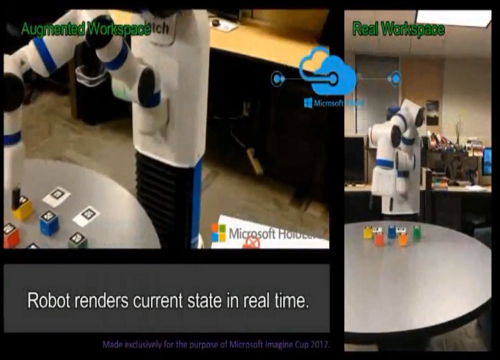 Augmented Workspace
Real Workspace
Microsoft
Microsoft HoloLens
Robot renders current state in real time.
Made exclusively for the purpose of Microsoft Imagine Cup 2017.